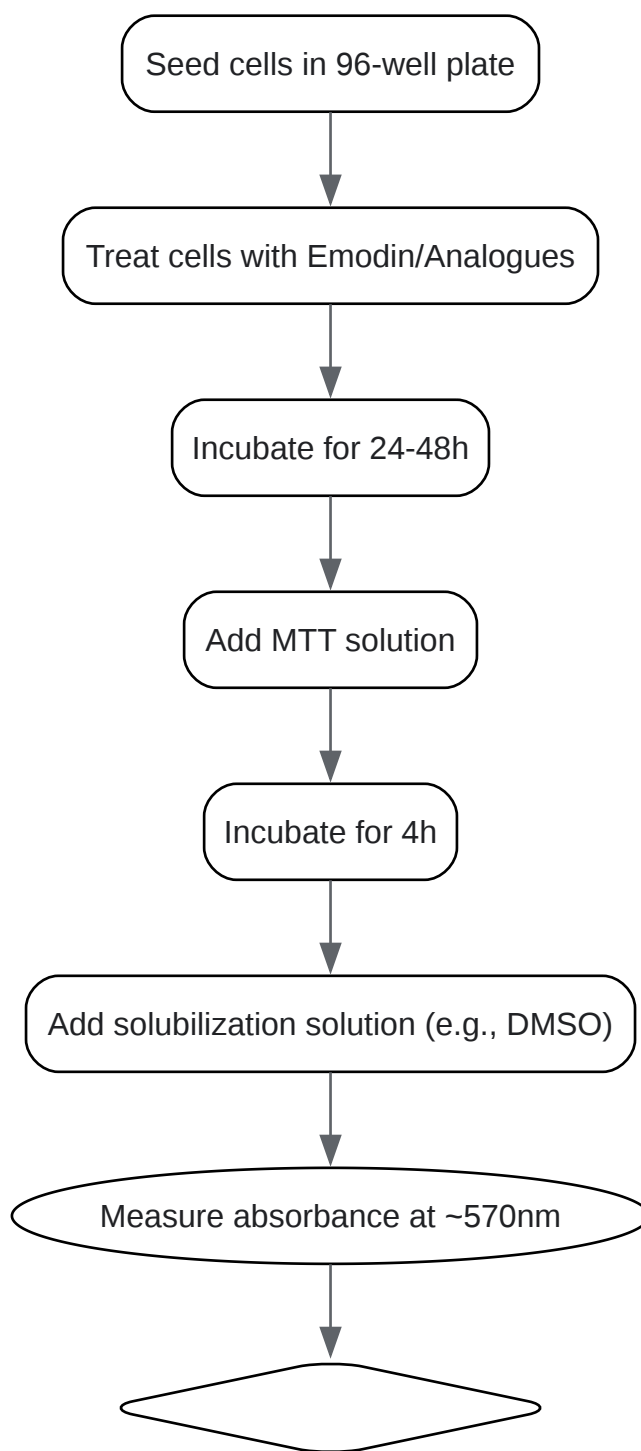 Seed cells in 96-well plate
Treat cells with Emodin/Analogues
Incubate for 24-48h
Add MTT solution
Incubate for 4h
Add solubilization solution (e.g., DMSO)
Measure absorbance at ~570nm